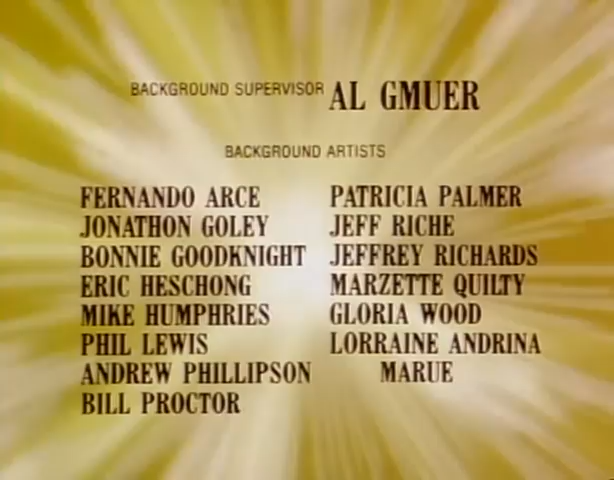 BACKGROUND SUPERVISOR AL GMUER
BACKGROUND ARTISTS
FERNANDO ARCE
JONATHON GOLEY
BONNIE GOODKNIGHT
ERIC HESCHONG
MIKE HUMPHRIES
PHIL LEWIS
ANDREW PHILLIPSON
BILL PROCTOR
PATRICIA PALMER
JEFF RICHE
JEFFREY RICHARDS
MARZETTE QUILTY
GLORIA WOOD
LORRAINE ANDRINA
MARUE